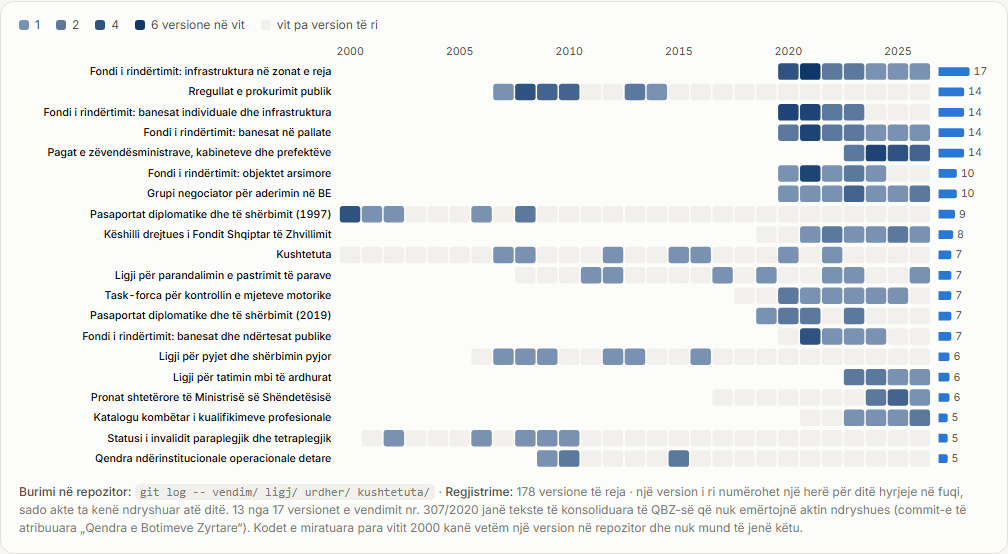 1 2 4 6 versione në vit vit pa version të ri
2000 2005 2010 2015 2020 2025
Fondi i rindërtimit: infrastruktura në zonat e reja 17
Rregullat e prokurimit publik 14
Fondi i rindërtimit: banesat individuale dhe infrastruktura 14
Fondi i rindërtimit: banesat në pallate 14
Pagat e zëvendësministrave, kabineteve dhe prefektëve 14
Fondi i rindërtimit: objektet arsimore 10
Grupi negociator për aderimin në BE 10
Pasaportat diplomatike dhe të shërbimit (1997) 9
Këshilli drejtues i Fondit Shqiptar të Zhvillimit 8
Kushtetuta 7
Ligji për parandalimin e pastrimit të parave 7
Task-forca për kontrollin e mjeteve motorike 7
Pasaportat diplomatike dhe të shërbimit (2019) 7
Fondi i rindërtimit: banesat dhe ndërtesat publike 7
Ligji për pyjet dhe shërbimin pyjor 6
Ligji për tatimin mbi të ardhurat 6
Pronat shtetërore të Ministrisë së Shëndetësisë 6
Katalogu kombëtar i kualifikimeve profesionale 5
Statusi i invalidit paraplegjik dhe tetraplegjik 5
Qendra ndërinstitucionale operacionale detare 5
Burimi në repozitor: git log -- vendim/ ligj/ urdher/ kushtetuta/ · Regjistrime: 178 versione të reja · një version i ri numërohet një herë për ditë hyrjeje në fuqi,
sado akte ta kenë ndryshuar atë ditë. 13 nga 17 versionet e vendimit nr. 307/2020 janë tekste të konsoliduara të QBZ-së që nuk emërtojnë aktin ndryshues (commit-e të
atribuuara „Qendra e Botimeve Zyrtare“). Kodet e miratuara para vitit 2000 kanë vetëm një version në repozitor dhe nuk mund të jenë këtu.